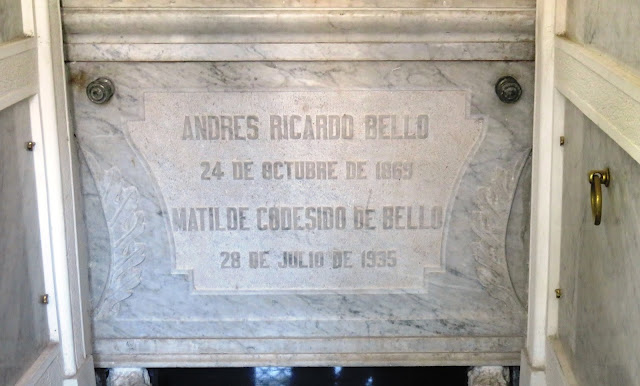 ANDRES RICARDO BELLO
24 DE OCTUBRE DE 1869
MATILDE CODESIDO DE BELLO
28 DE JULIO DE 1935